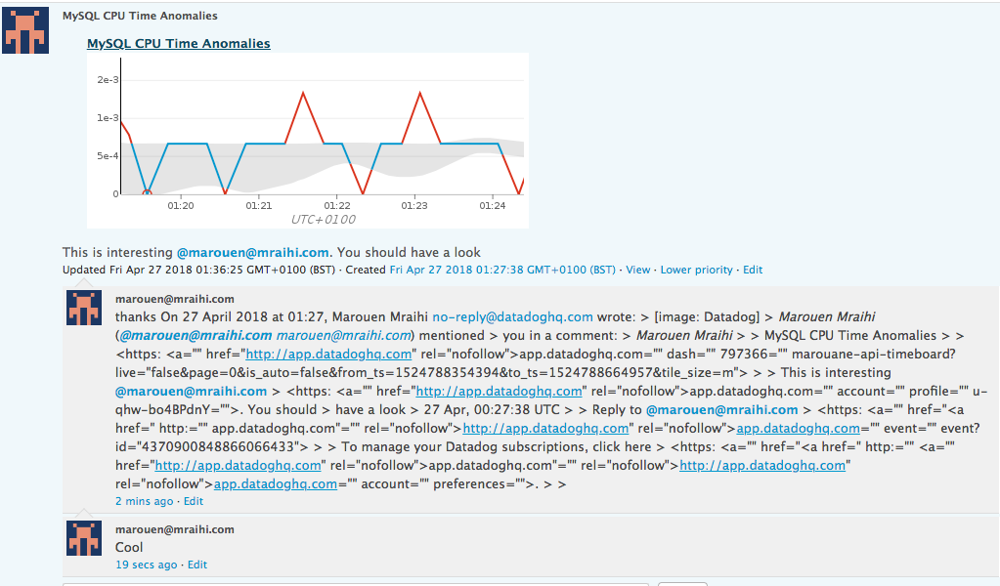 MySQL CPU Time Anomalies
MySQL CPU Time Anomalies
2e-3
1e-3
5e-4
0
01:20 01:21 01:22 01:23 01:24
UTC+0100
This is interesting @marouen@mraihi.com. You should have a look
Updated Fri Apr 27 2018 01:36:25 GMT+0100 (BST) · Created Fri Apr 27 2018 01:27:38 GMT+0100 (BST) · View · Lower priority · Edit
marouen@mraihi.com
thanks On 27 April 2018 at 01:27, Marouen Mraihi no-reply@datadoghq.com wrote: > [image: Datadog] > Marouen Mraihi
(@marouen@mraihi.com marouen@mraihi.com) mentioned > you in a comment: > Marouen Mraihi > > MySQL CPU Time Anomalies > >
<https: <a="" href="http://app.datadoghq.com" rel="nofollow">app.datadoghq.com="" dash="" 797366="" marouane-api-timeboard?
live="false&page=0&is_auto=false&from_ts=1524788354394&to_ts=1524788664957&tile_size=m"> > > This is interesting
@marouen@mraihi.com > <https: <a="" href="http://app.datadoghq.com" rel="nofollow">app.datadoghq.com="" account="" profile="" u-
qhw-bo4BPdnY="">. You should > have a look > 27 Apr, 00:27:38 UTC > > Reply to @marouen@mraihi.com > <https: <a="" href="<a
href=" http:="" app.datadoghq.com"="" rel="nofollow">http://app.datadoghq.com" rel="nofollow">app.datadoghq.com="" event="" event?
id="4370900848866066433"> > > > To manage your Datadog subscriptions, click here > <https: <a="" href="<a href=" http:="" <a=""
href="http://app.datadoghq.com" rel="nofollow">app.datadoghq.com"="" rel="nofollow">http://app.datadoghq.com"
rel="nofollow">app.datadoghq.com="" account="" preferences="">. > >
2 mins ago · Edit
marouen@mraihi.com
Cool
19 secs ago · Edit